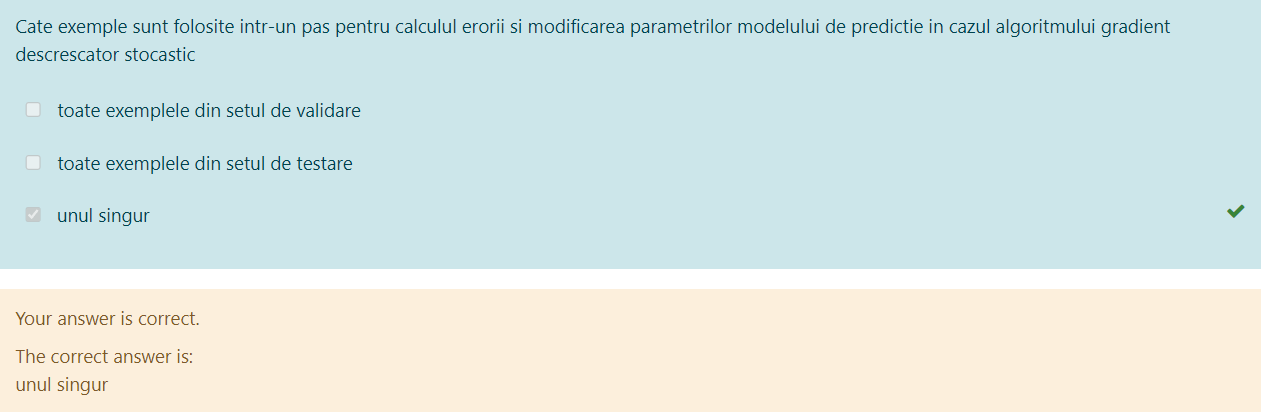 Cate exemple sunt folosite intr-un pas pentru calculul erorii si modificarea parametrilor modelului de predictie in cazul algoritmului gradient
descrescator stocastic
toate exemplele din setul de validare
toate exemplele din setul de testare
unul singur
Your answer is correct.
The correct answer is:
unul singur